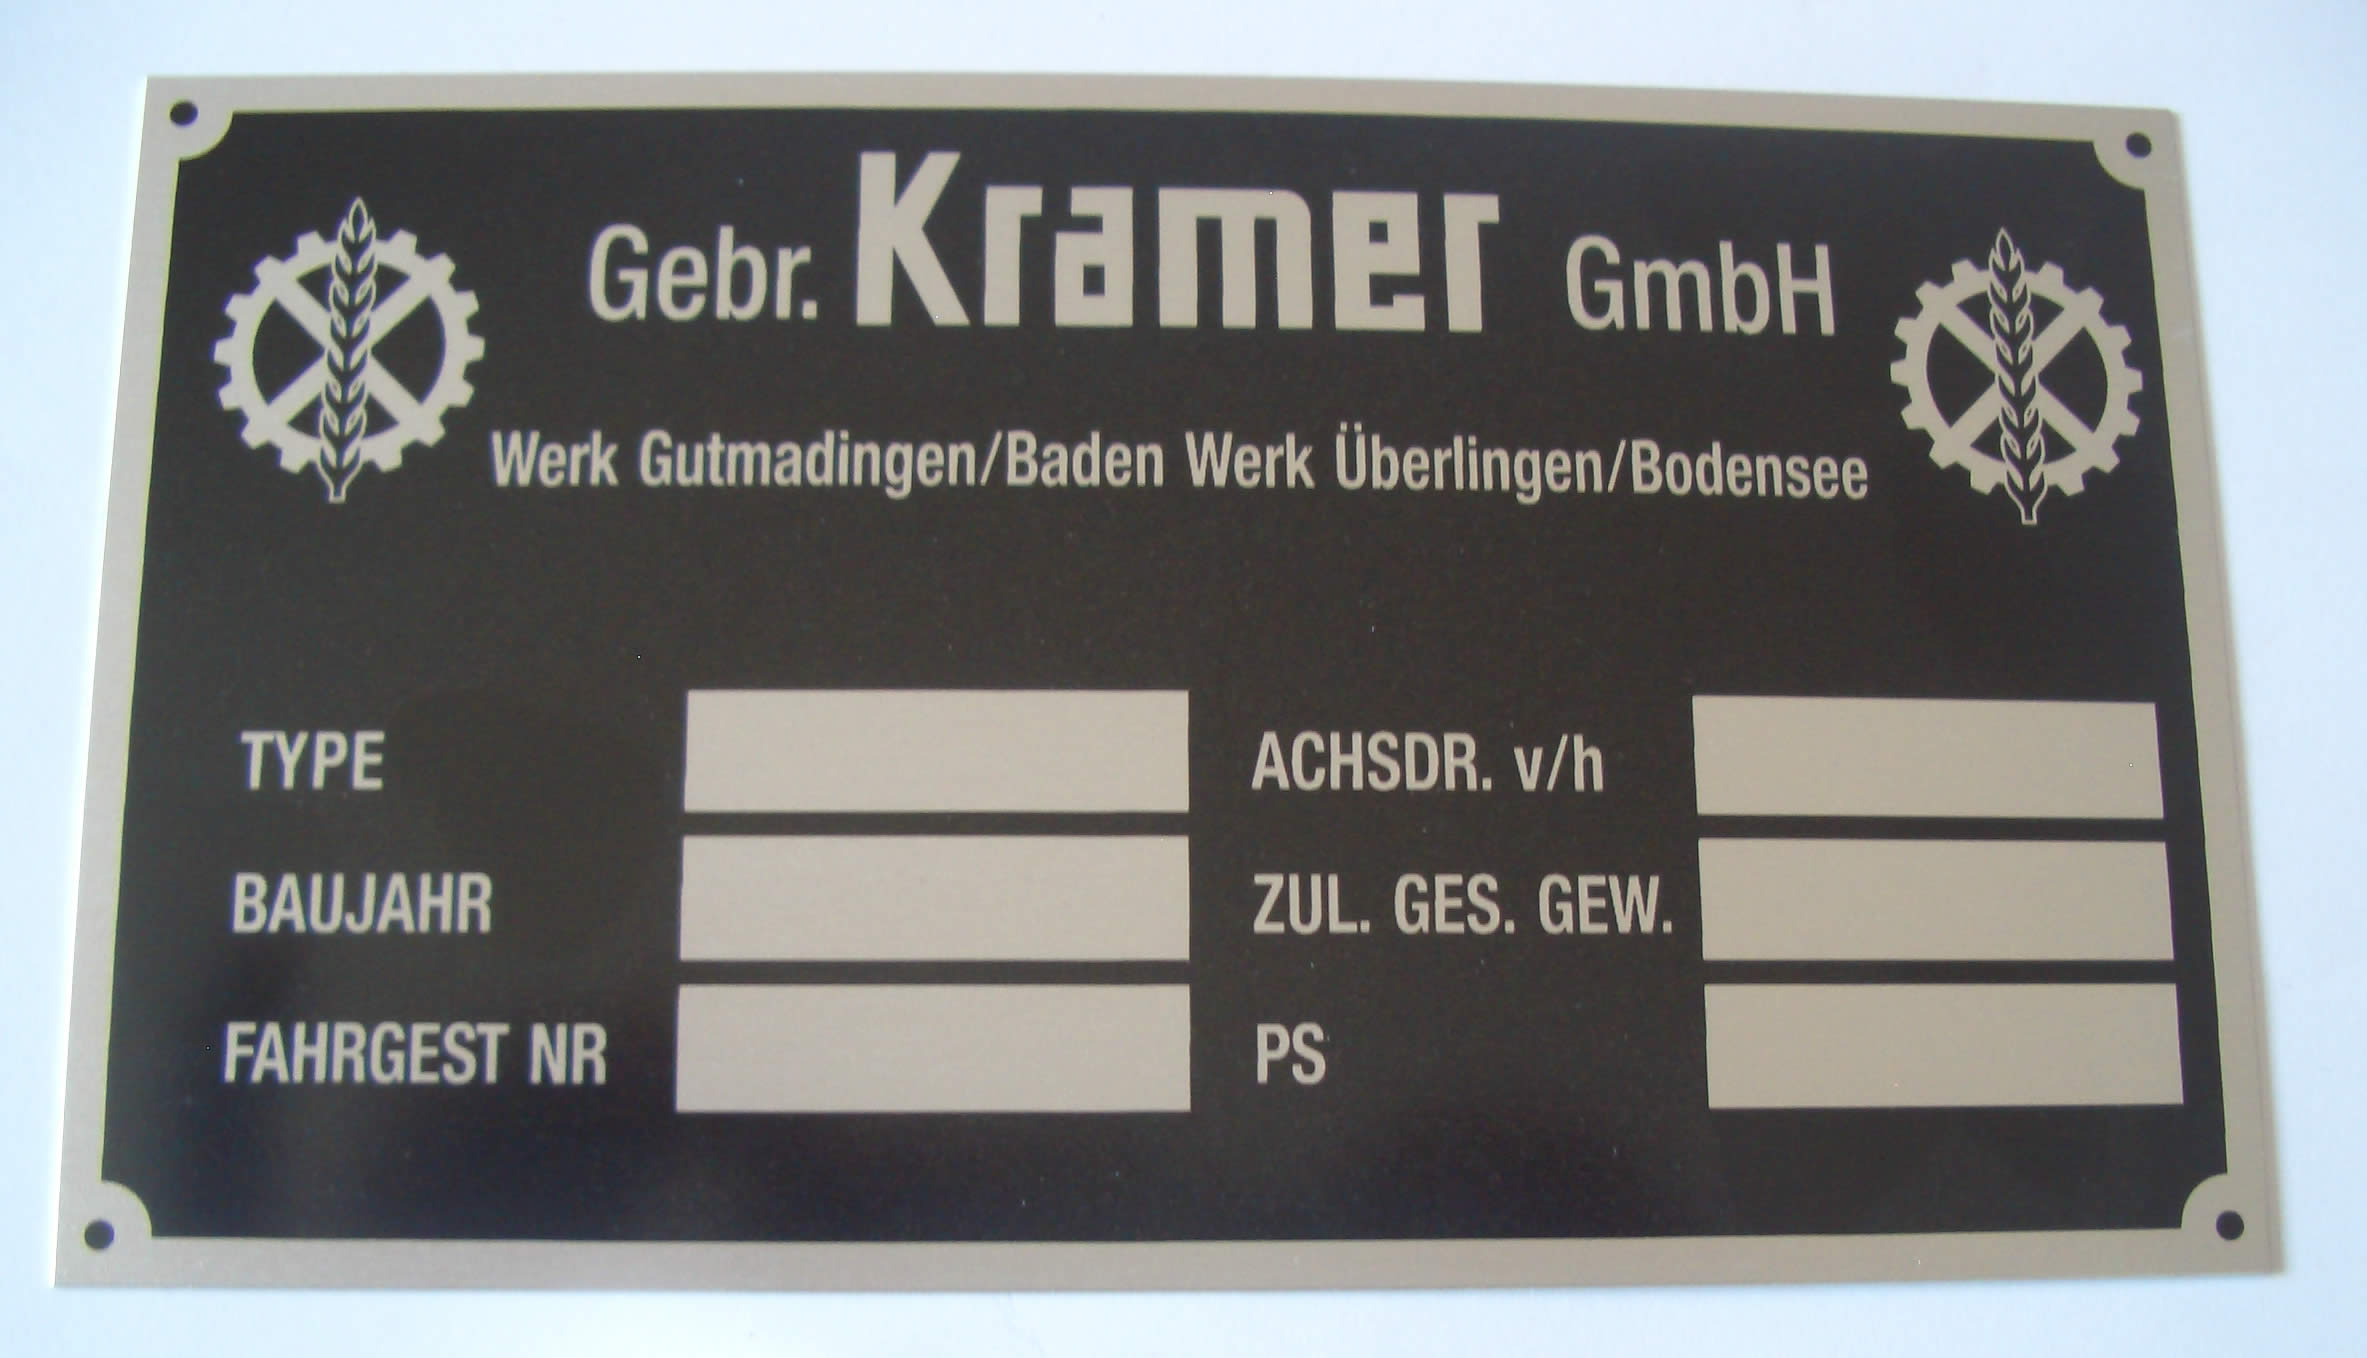 Gebr. Kramer GmbH
Werk Gutmadingen/Baden Werk Überlingen/Bodensee
TYPE ACHSDR. v/h
BAUJAHR ZUL. GES. GEW.
FAHRGEST NR PS